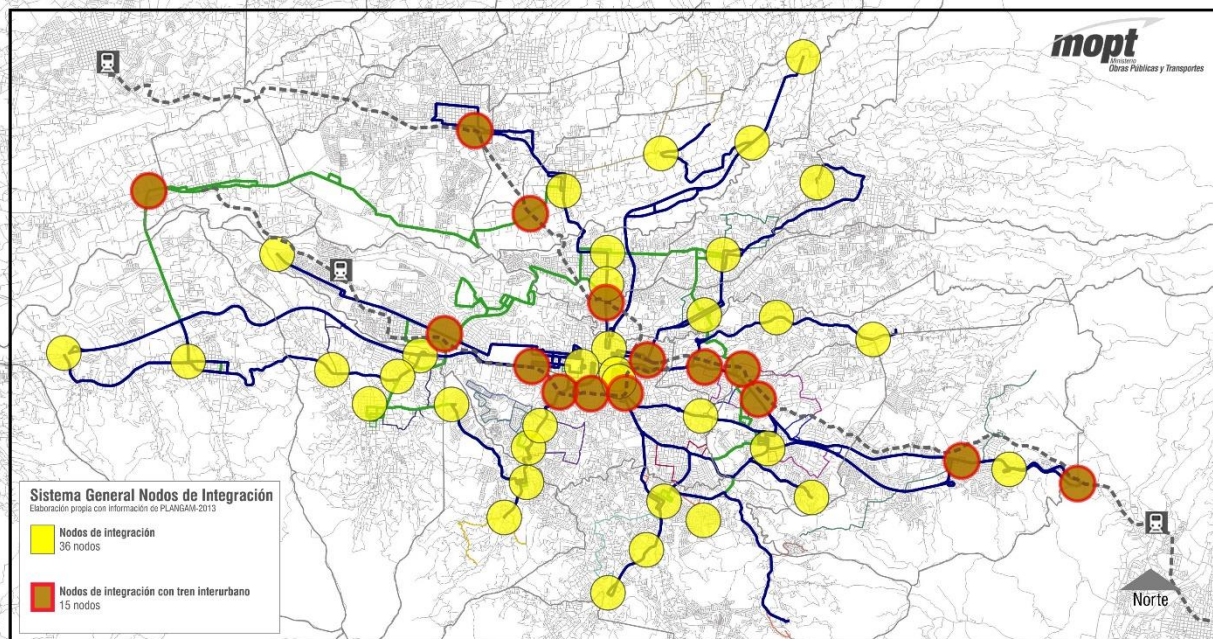 mopt
Ministerio
Obras Públicas y Transportes
Sistema General Nodos de Integración
Elaboración propia con información de PLANGAM-2013
Nodos de integración
36 nodos
Nodos de integración con tren interurbano
15 nodos
Norte